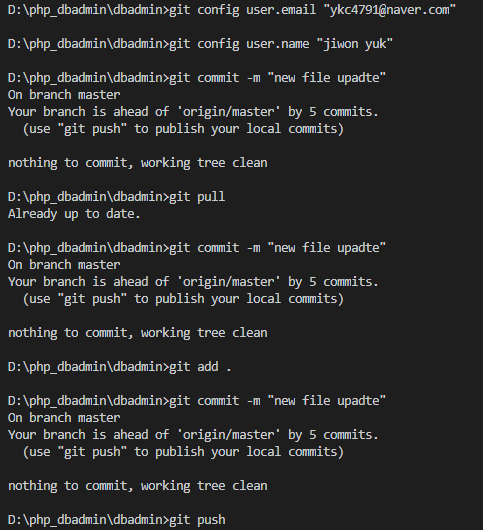 D:\php_dbadmin\dbadmin>git config user.email "ykc4791@naver.com"
D:\php_dbadmin\dbadmin>git config user.name "jiwon yuk"
D:\php_dbadmin\dbadmin>git commit -m "new file upadte"
On branch master
Your branch is ahead of 'origin/master' by 5 commits.
  (use "git push" to publish your local commits)
nothing to commit, working tree clean
D:\php_dbadmin\dbadmin>git pull
Already up to date.
D:\php_dbadmin\dbadmin>git commit -m "new file upadte"
On branch master
Your branch is ahead of 'origin/master' by 5 commits.
  (use "git push" to publish your local commits)
nothing to commit, working tree clean
D:\php_dbadmin\dbadmin>git add .
D:\php_dbadmin\dbadmin>git commit -m "new file upadte"
On branch master
Your branch is ahead of 'origin/master' by 5 commits.
  (use "git push" to publish your local commits)
nothing to commit, working tree clean
D:\php_dbadmin\dbadmin>git push